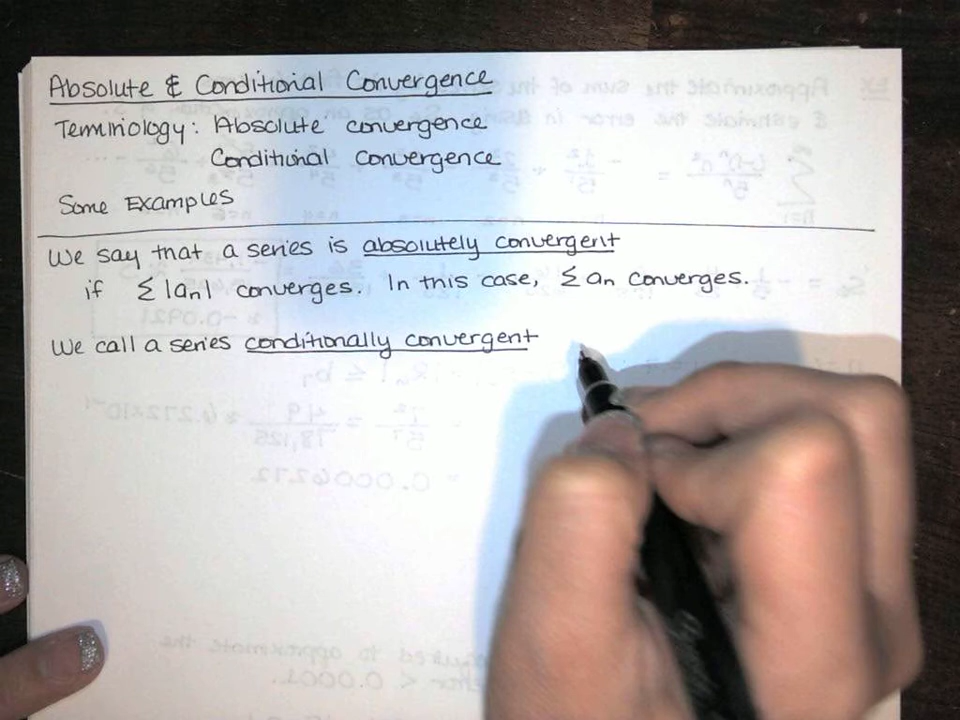 Absolute & Conditional Convergence
Terminology: Absolute convergence
Conditional Convergence
Some Examples
We say that a series is absolutely convergent
if Σ|an| converges. In this case, Σan converges.
We call a series conditionally convergent